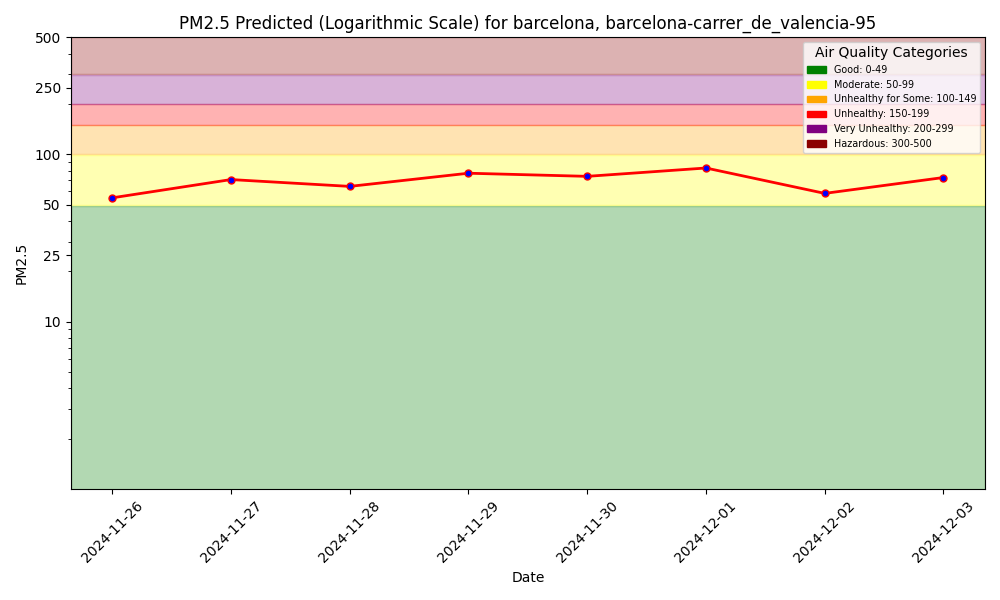 PM2.5 Predicted (Logarithmic Scale) for barcelona, barcelona-carrer_de_valencia-95
500
250
100
50
25
10
PM2.5
Air Quality Categories
Good: 0-49
Moderate: 50-99
Unhealthy for Some: 100-149
Unhealthy: 150-199
Very Unhealthy: 200-299
Hazardous: 300-500
2024-11-26
2024-11-27
2024-11-28
2024-11-29
2024-11-30
2024-12-01
2024-12-02
2024-12-03
Date